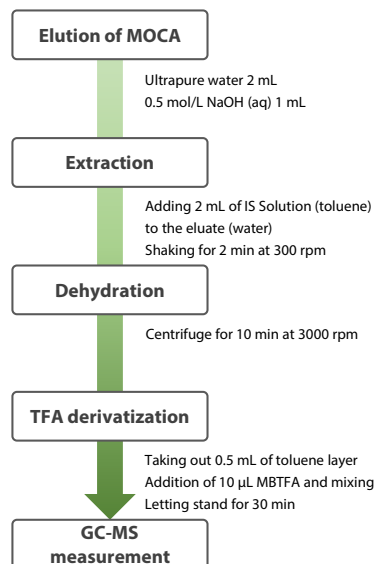 Elution of MOCA
Ultrapure water 2 mL
0.5 mol/L NaOH (aq) 1 mL
Extraction
Adding 2 mL of IS Solution (toluene)
to the eluate (water)
Shaking for 2 min at 300 rpm
Dehydration
Centrifuge for 10 min at 3000 rpm
TFA derivatization
Taking out 0.5 mL of toluene layer
Addition of 10 µL MBTFA and mixing
Letting stand for 30 min
GC-MS
measurement